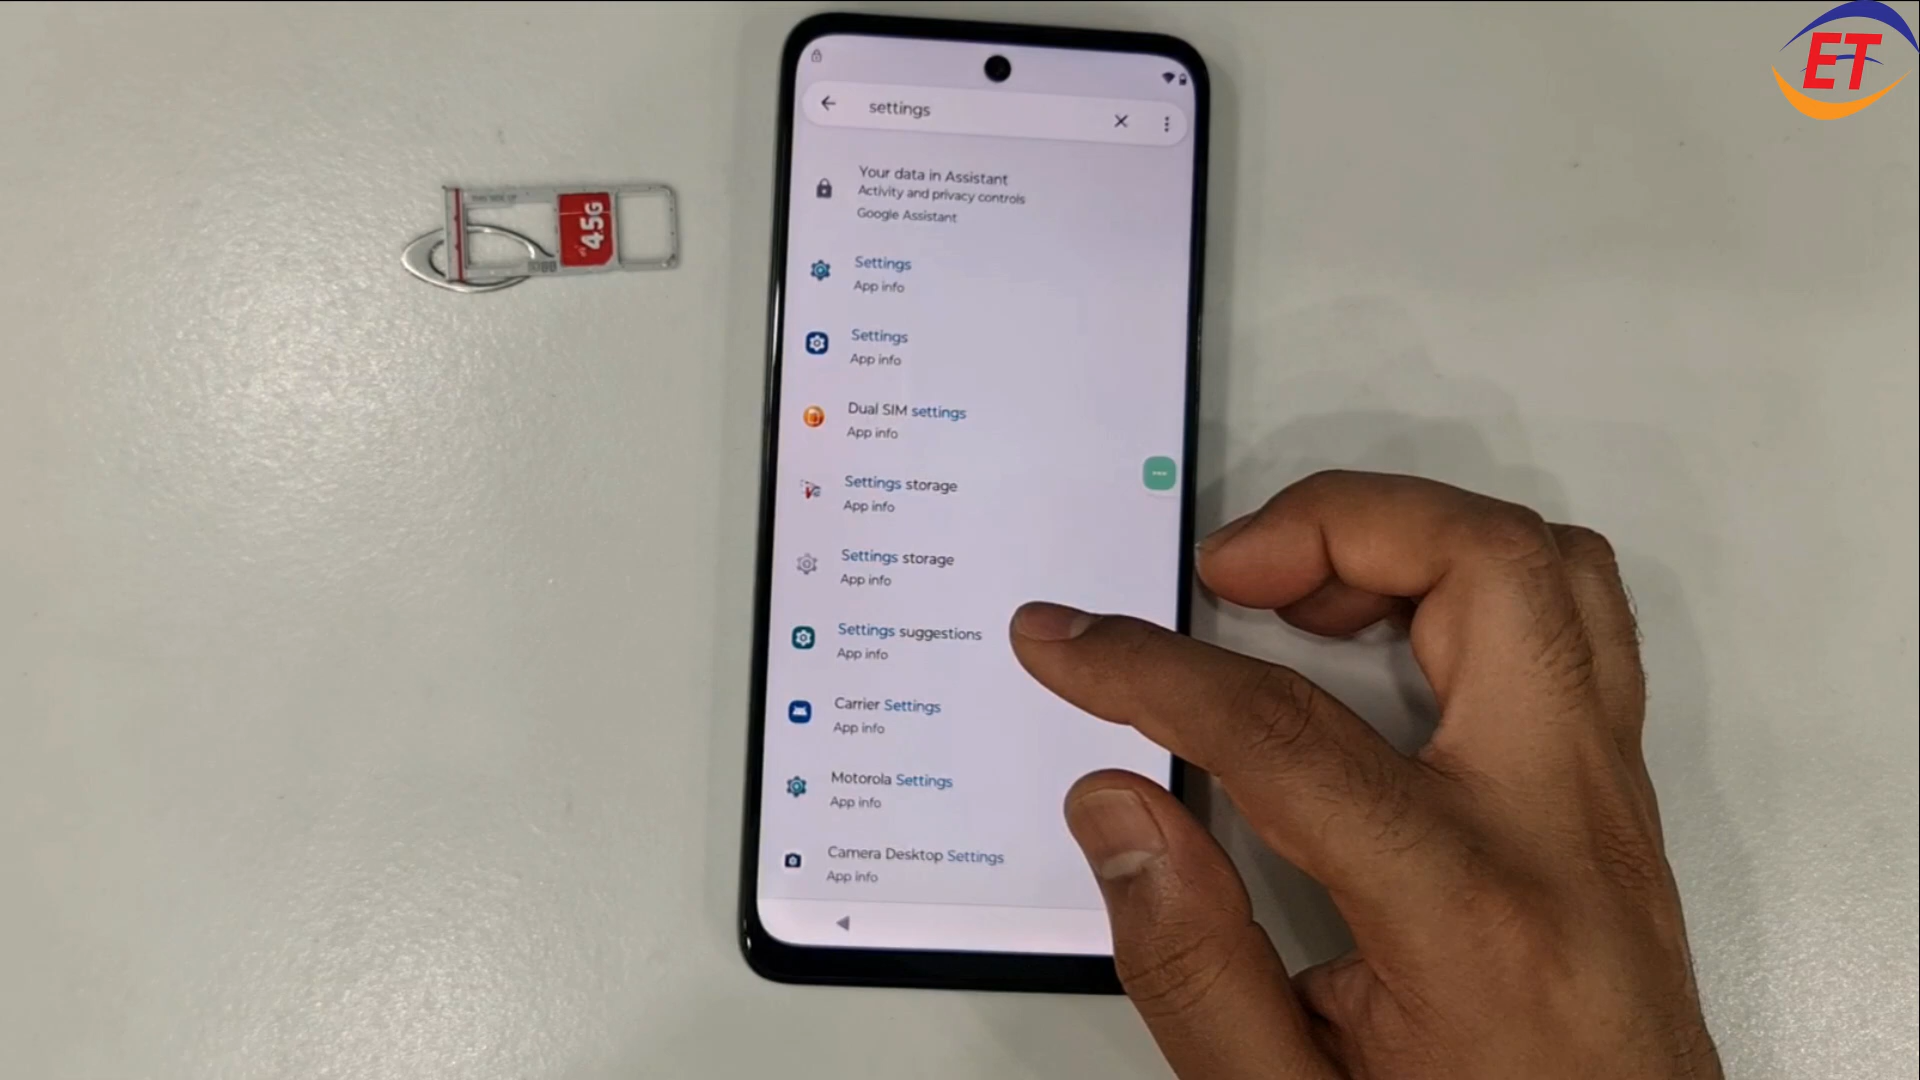 ET
settings
Your data in Assistant
Activity and privacy controls
Google Assistant
Settings
App info
Settings
App info
Dual SIM settings
App info
Settings storage
App info
Settings storage
App info
Settings suggestions
App info
Carrier Settings
App info
Motorola Settings
App info
Camera Desktop Settings
App info
4.5G